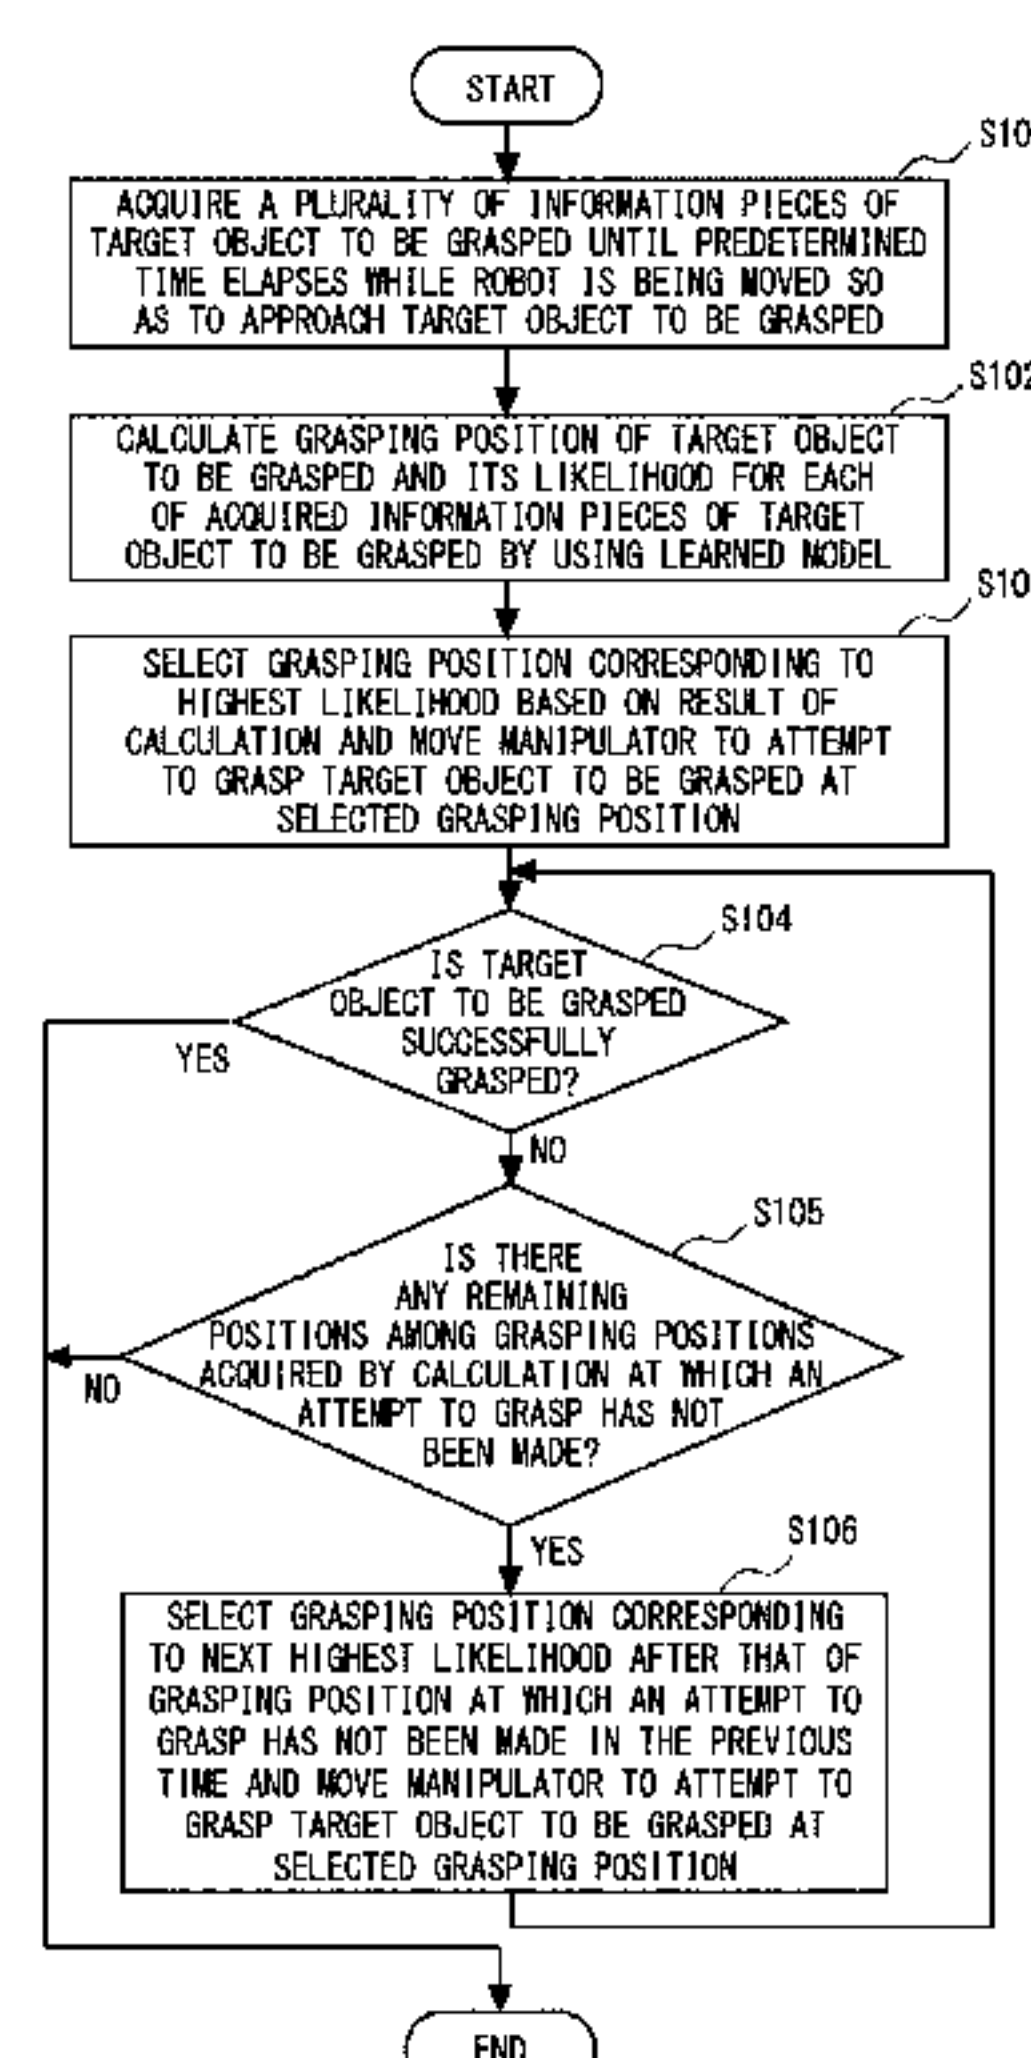 START
S10
ACQUIRE A PLURALITY OF INFORMATION PIECES OF
TARGET OBJECT TO BE GRASPED UNTIL PREDETERMINED
TIME ELAPSES WHILE ROBOT IS BEING MOVED SO
AS TO APPROACH TARGET OBJECT TO BE GRASPED
S102
CALCULATE GRASPING POSITION OF TARGET OBJECT
TO BE GRASPED AND ITS LIKELIHOOD FOR EACH
OF ACQUIRED INFORMATION PIECES OF TARGET
OBJECT TO BE GRASPED BY USING LEARNED MODEL
S10
SELECT GRASPING POSITION CORRESPONDING TO
HIGHEST LIKELIHOOD BASED ON RESULT OF
CALCULATION AND MOVE MANIPULATOR TO ATTEMPT
TO GRASP TARGET OBJECT TO BE GRASPED AT
SELECTED GRASPING POSITION
S104
IS TARGET
OBJECT TO BE GRASPED
SUCCESSFULLY
GRASPED?
YES
NO
S105
IS THERE
ANY REMAINING
POSITIONS AMONG GRASPING POSITIONS
ACQUIRED BY CALCULATION AT WHICH AN
ATTEMPT TO GRASP HAS NOT
BEEN MADE?
NO
YES
S106
SELECT GRASPING POSITION CORRESPONDING
TO NEXT HIGHEST LIKELIHOOD AFTER THAT OF
GRASPING POSITION AT WHICH AN ATTEMPT TO
GRASP HAS NOT BEEN MADE IN THE PREVIOUS
TIME AND MOVE MANIPULATOR TO ATTEMPT TO
GRASP TARGET OBJECT TO BE GRASPED AT
SELECTED GRASPING POSITION
END